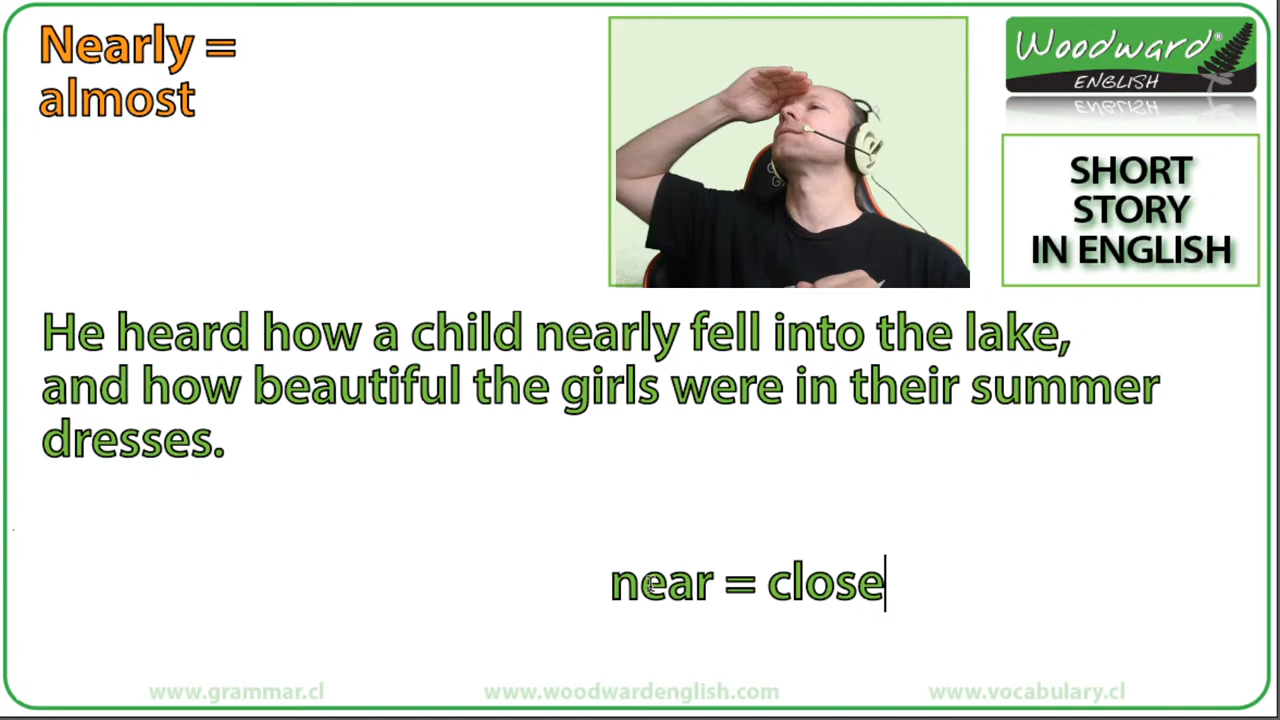 Nearly =
almost
Woodward®
ENGLISH
SHORT
STORY
IN ENGLISH
He heard how a child nearly fell into the lake,
and how beautiful the girls were in their summer
dresses.
near = close
www.grammar.cl
www.woodwardenglish.com
www.vocabulary.cl